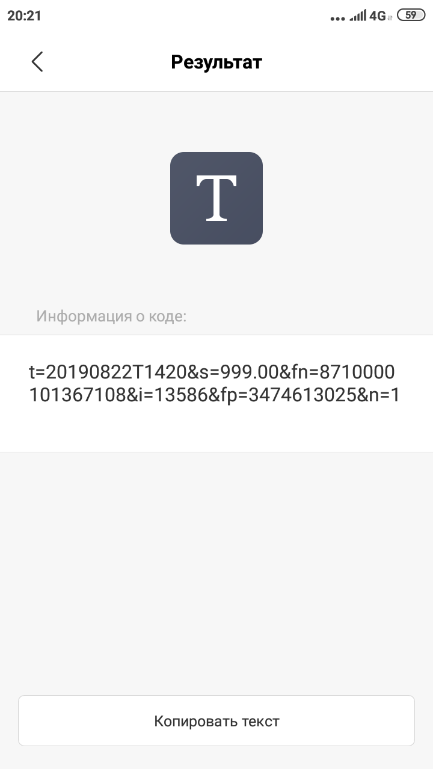 20:21
4G
59
Результат
T
Информация о коде:
t=20190822T1420&s=999.00&fn=8710000
101367108&i=13586&fp=3474613025&n=1
Копировать текст